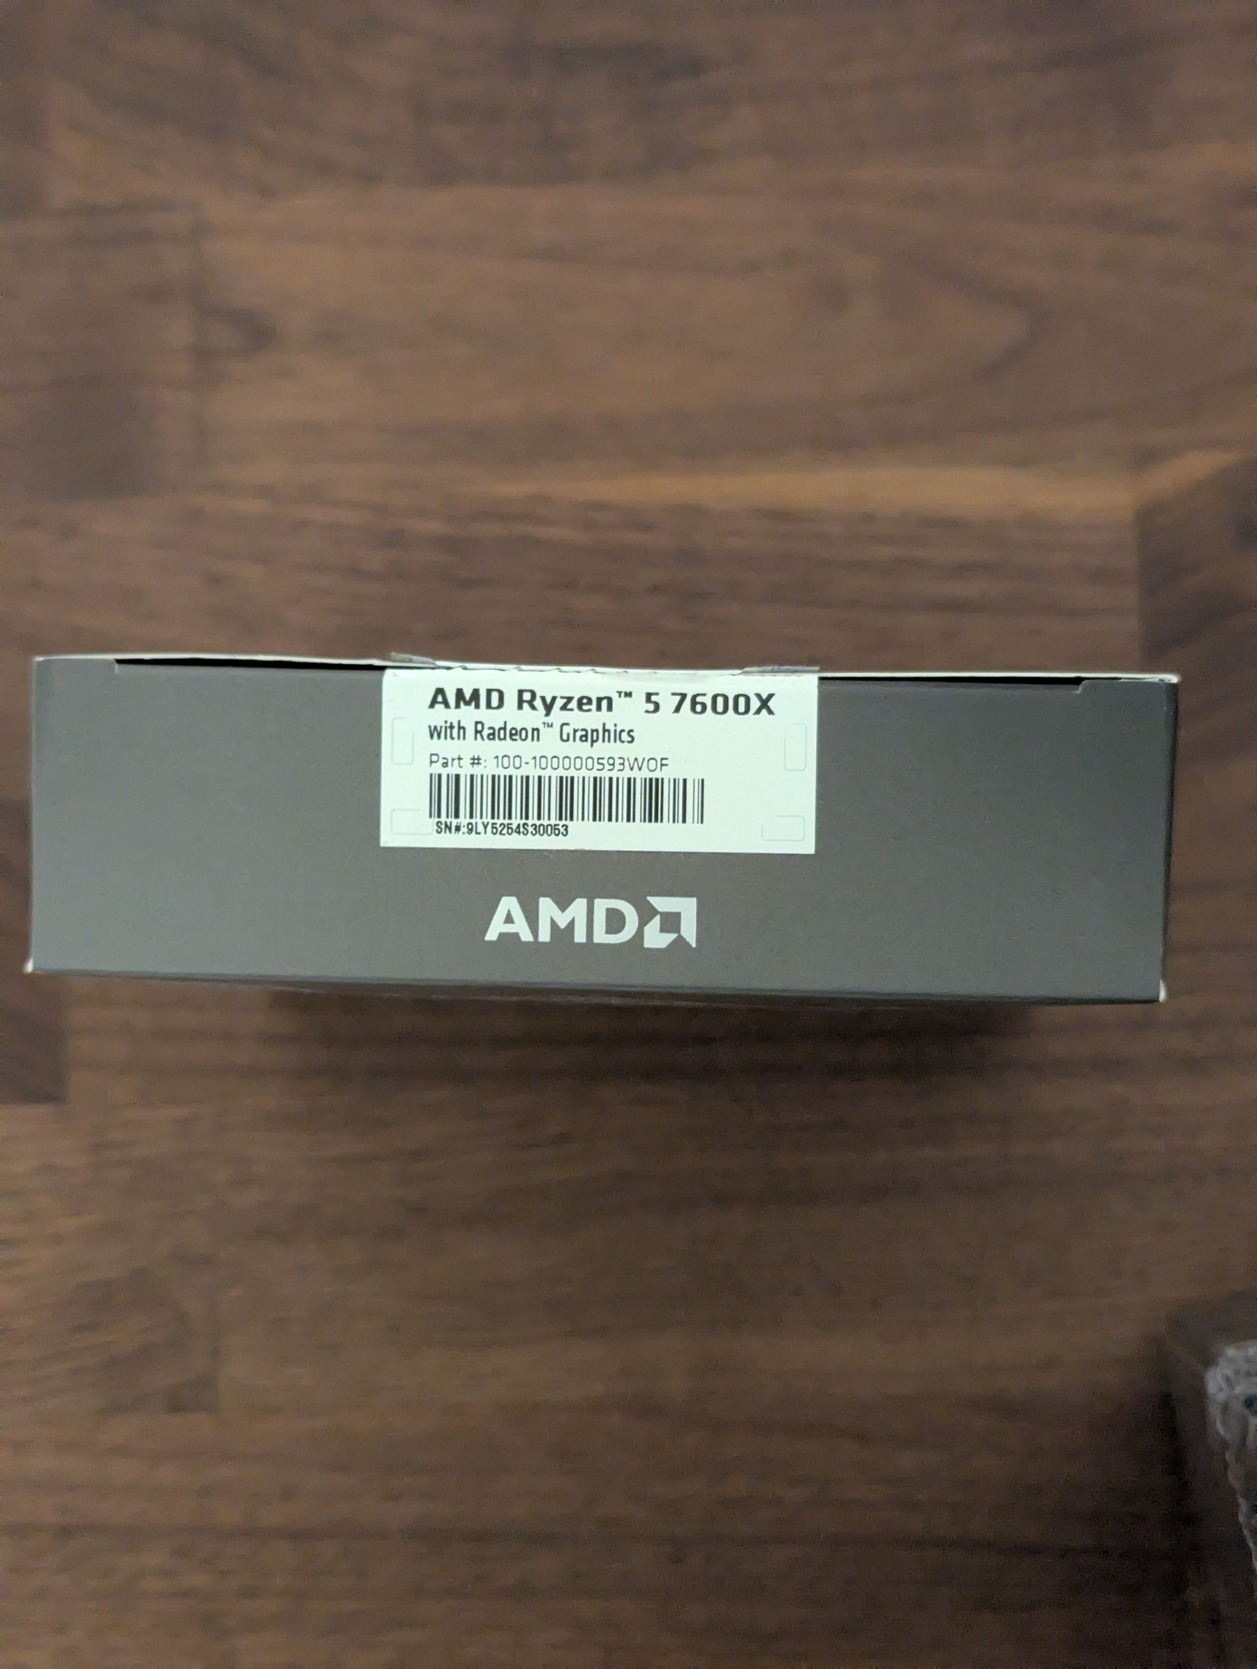 AMD Ryzen™ 5 7600X
with Radeon™ Graphics
Part #: 100-100000593WOF
SN#:9LY5254S30053
AMD